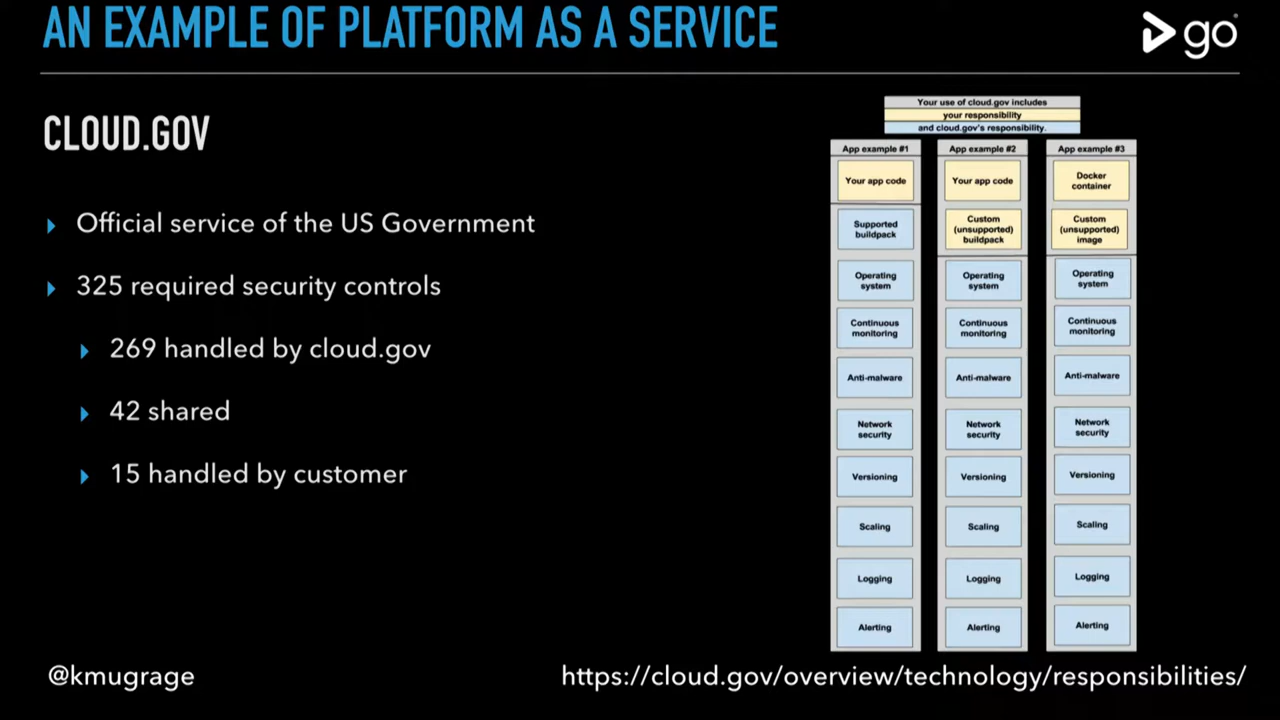 AN EXAMPLE OF PLATFORM AS A SERVICE
go
CLOUD.GOV
Official service of the US Government
325 required security controls
269 handled by cloud.gov
42 shared
15 handled by customer
Your use of cloud.gov includes
your responsibility
and cloud.gov's responsibility.
App example #1
Your app code
Supported
buildpack
Operating
system
Continuous
monitoring
Anti-malware
Network
security
Versioning
Scaling
Logging
Alerting
App example #2
Your app code
Custom
(unsupported)
buildpack
Operating
system
Continuous
monitoring
Anti-malware
Network
security
Versioning
Scaling
Logging
Alerting
App example #3
Docker
container
Custom
(unsupported)
image
Operating
system
Continuous
monitoring
Anti-malware
Network
security
Versioning
Scaling
Logging
Alerting
@kmugrage
https://cloud.gov/overview/technology/responsibilities/